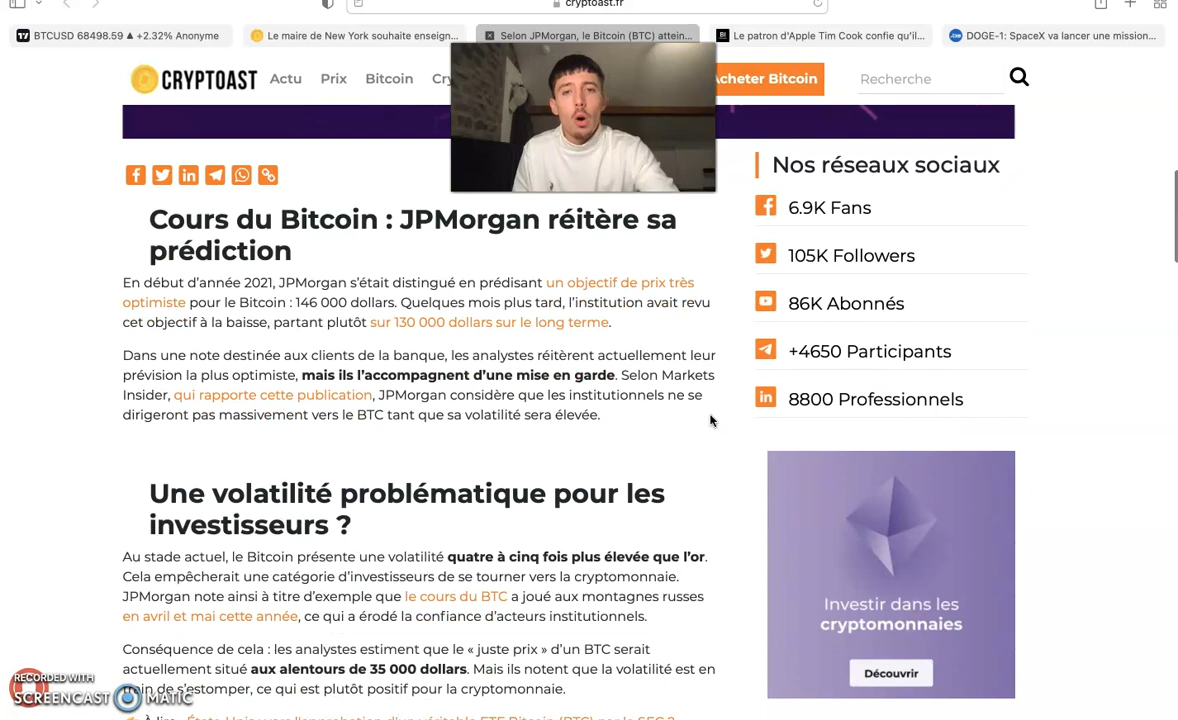 cryptoast.fr
BTCUSD 68498.59 ▲ +2.32% Anonyme
Le maire de New York souhaite enseign...
Selon JPMorgan, le Bitcoin (BTC) attein...
Le patron d'Apple Tim Cook confie qu'il...
DOGE-1: SpaceX va lancer une mission...
CRYPTOAST Actu Prix Bitcoin Acheter Bitcoin Recherche
Cours du Bitcoin : JPMorgan réitère sa
prédiction
En début d'année 2021, JPMorgan s'était distingué en prédisant un objectif de prix très
optimiste pour le Bitcoin : 146 000 dollars. Quelques mois plus tard, l'institution avait revu
cet objectif à la baisse, partant plutôt sur 130 000 dollars sur le long terme.
Dans une note destinée aux clients de la banque, les analystes réitèrent actuellement leur
prévision la plus optimiste, mais ils l'accompagnent d'une mise en garde. Selon Markets
Insider, qui rapporte cette publication, JPMorgan considère que les institutionnels ne se
dirigeront pas massivement vers le BTC tant que sa volatilité sera élevée.
Une volatilité problématique pour les
investisseurs ?
Au stade actuel, le Bitcoin présente une volatilité quatre à cinq fois plus élevée que l'or.
Cela empêcherait une catégorie d'investisseurs de se tourner vers la cryptomonnaie.
JPMorgan note ainsi à titre d'exemple que le cours du BTC a joué aux montagnes russes
en avril et mai cette année, ce qui a érodé la confiance d'acteurs institutionnels.
Conséquence de cela : les analystes estiment que le « juste prix » d'un BTC serait
actuellement situé aux alentours de 35 000 dollars. Mais ils notent que la volatilité est en
train de s'estomper, ce qui est plutôt positif pour la cryptomonnaie.
À lire
Nos réseaux sociaux
6.9K Fans
105K Followers
86K Abonnés
+4650 Participants
8800 Professionnels
Investir dans les
cryptomonnaies
Découvrir
RECORDED WITH
SCREENCAST MATIC